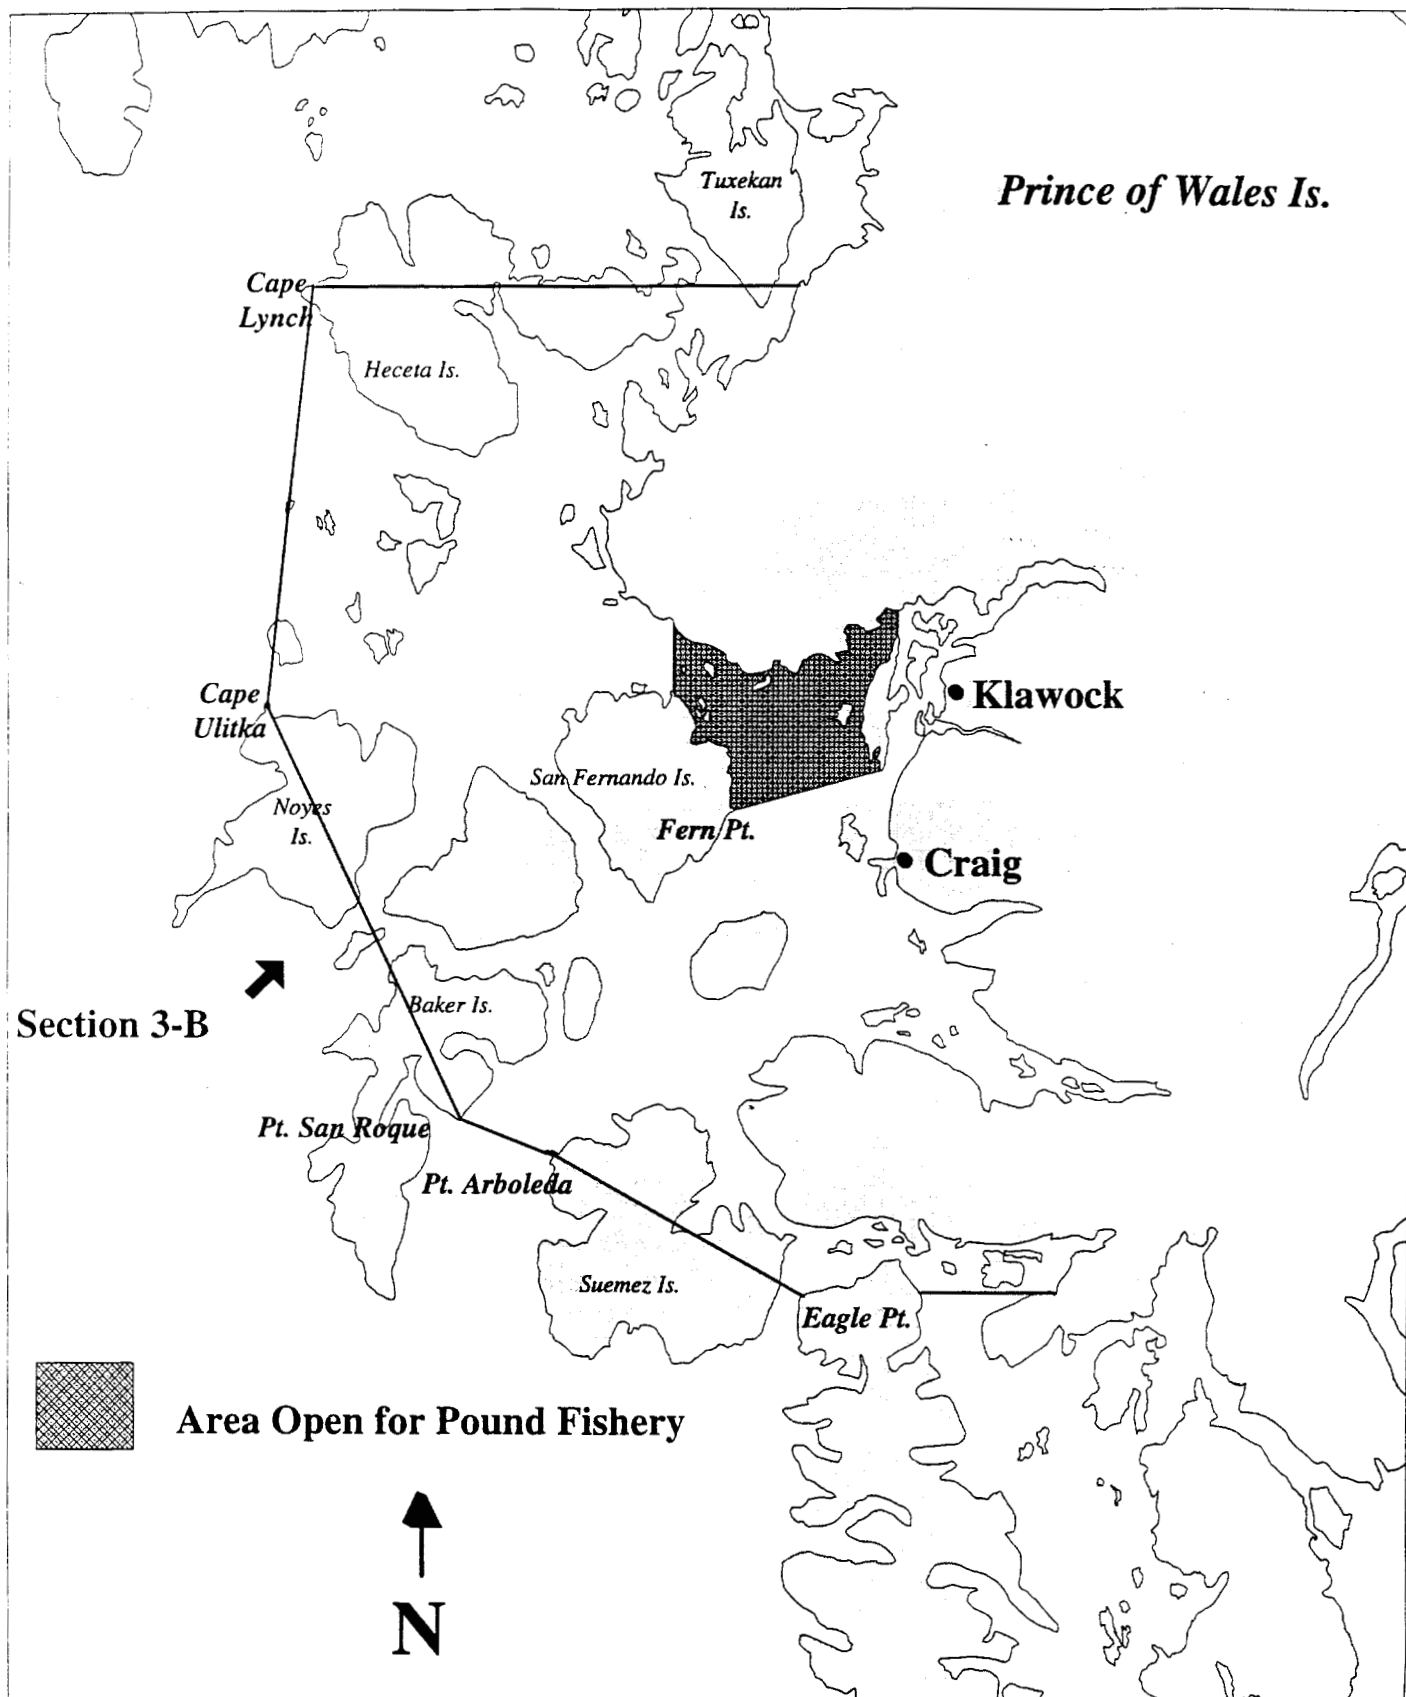 Tuxekan
Is.
Prince of Wales Is.
Cape
Lynch
Heceta Is.
Cape
Ulitka
Klawock
San Fernando Is.
Noyes
Is.
Fern Pt.
Craig
Baker Is.
Section 3-B
Pt. San Roque
Pt. Arboleda
Suemez Is.
Eagle Pt.
Area Open for Pound Fishery
N